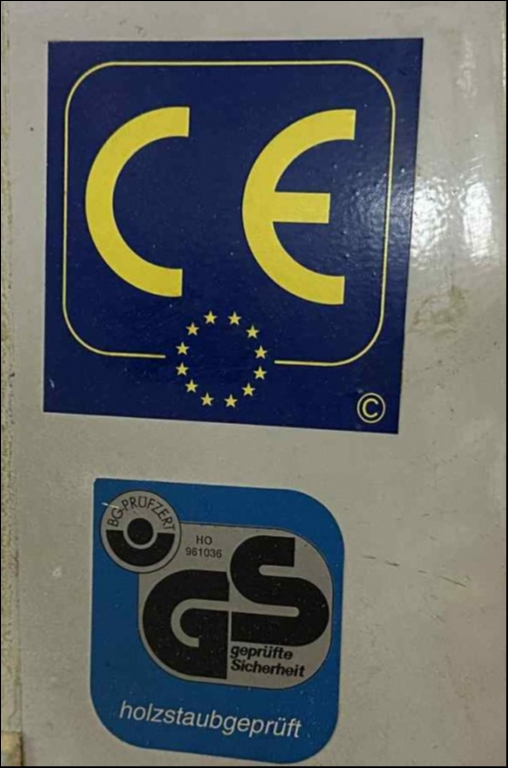 CE
©
BG-PRÜFZERT
HO
961036
GS
geprüfte
Sicherheit
holzstaubgeprüft